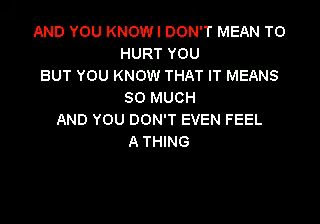 AND YOU KNOW I DON'T MEAN TO
HURT YOU
BUT YOU KNOW THAT IT MEANS
SO MUCH
AND YOU DON'T EVEN FEEL
A THING